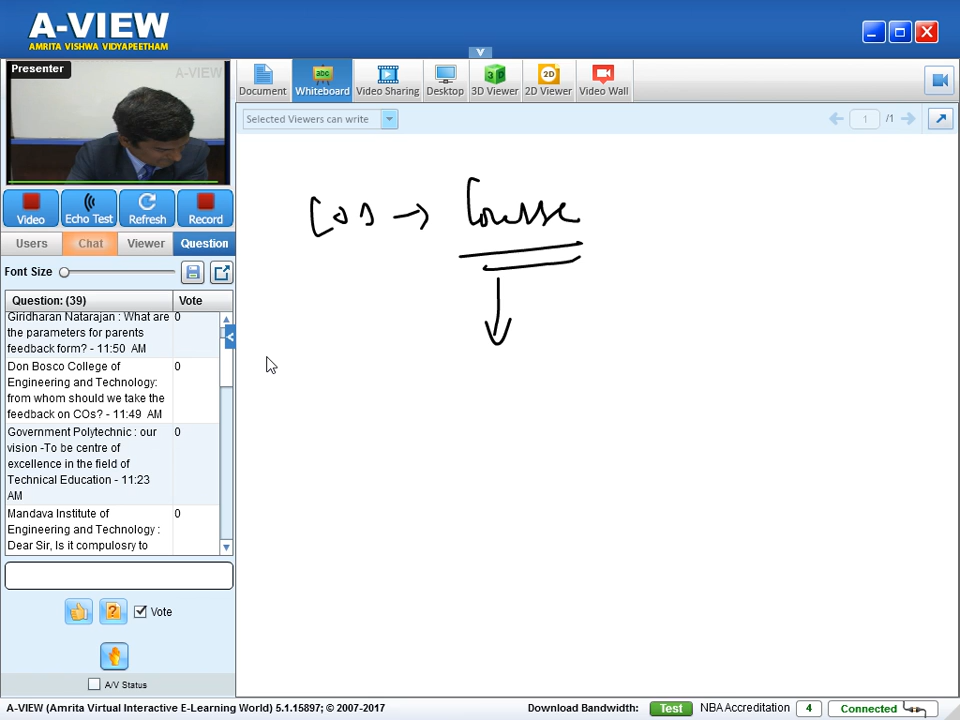 A-VIEW
AMRITA VISHWA VIDYAPEETHAM
Presenter
A-VIEW
Document
Whiteboard
Video Sharing
Desktop
3D Viewer
2D Viewer
Video Wall
Selected Viewers can write
1 /1
COs → Course
Video
Echo Test
Refresh
Record
Users
Chat
Viewer
Question
Font Size
Question: (39) Vote
Giridharan Natarajan : What are 0
the parameters for parents
feedback form? - 11:50 AM
Don Bosco College of 0
Engineering and Technology:
from whom should we take the
feedback on COs? - 11:49 AM
Government Polytechnic : our 0
vision -To be centre of
excellence in the field of
Technical Education - 11:23
AM
Mandava Institute of 0
Engineering and Technology :
Dear Sir, Is it compulosry to
Vote
A/V Status
A-VIEW (Amrita Virtual Interactive E-Learning World) 5.1.15897; © 2007-2017
Download Bandwidth: Test NBA Accreditation 4 Connected